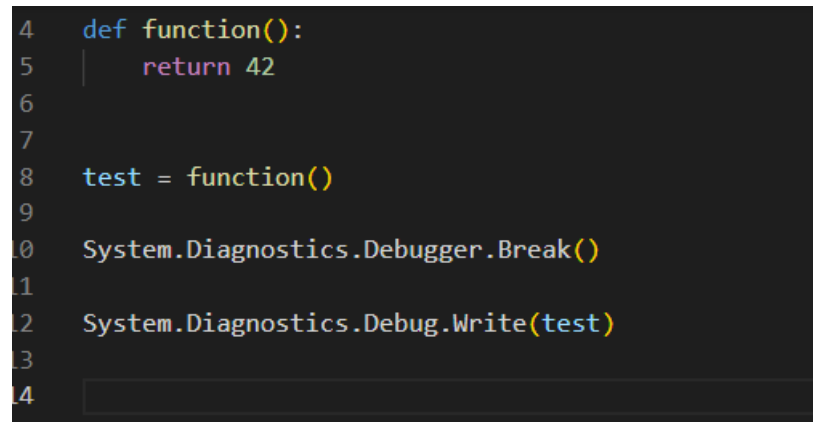 4 def function():
5 return 42
6
7
8 test = function()
9
10 System.Diagnostics.Debugger.Break()
11
12 System.Diagnostics.Debug.Write(test)
13
14